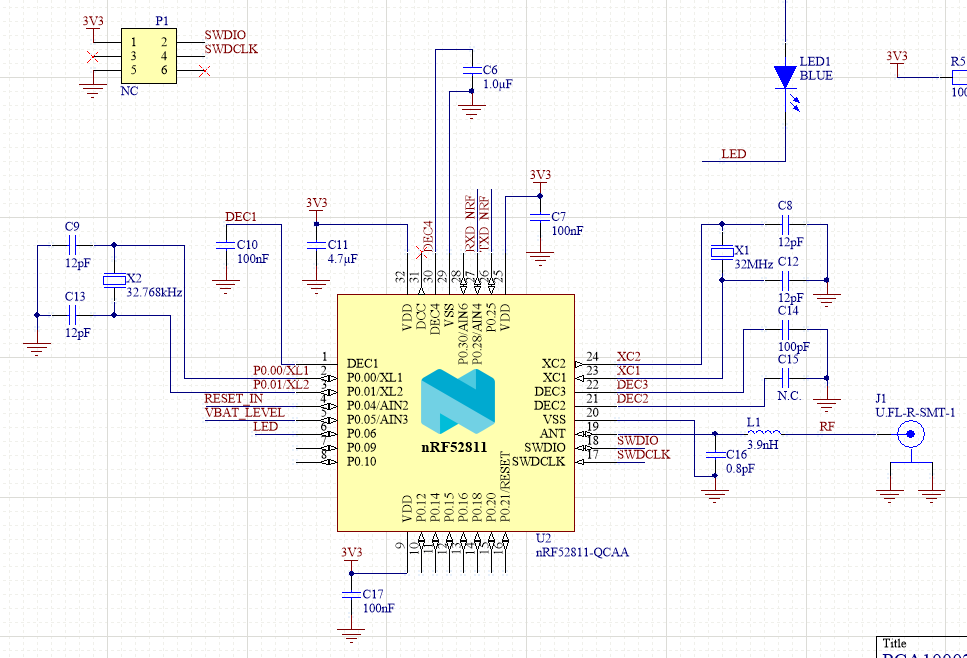 3V3
P1
1 2
3 4
5 6
SWDIO
SWDCLK
NC
C6
1.0µF
LED1
BLUE
LED
3V3
R5
100
DEC1
C10
100nF
3V3
C11
4.7µF
DEC4
RXD_NRF
TXD_NRF
3V3
C7
100nF
C9
12pF
X2
32.768kHz
C13
12pF
C8
12pF
X1
32MHz
C12
12pF
C14
100pF
C15
N.C.
32 31 30 29 28 27 26 25
VDD
DCC
DEC4
VSS
P0.30/AIN6
P0.28/AIN4
P0.25
VDD
1 DEC1
P0.00/XL1 2 P0.00/XL1
P0.01/XL2 3 P0.01/XL2
RESET_IN 4 P0.04/AIN2
VBAT_LEVEL 5 P0.05/AIN3
LED 6 P0.06
7 P0.09
8 P0.10
XC2 24 XC2
XC1 23 XC1
DEC3 22 DEC3
DEC2 21 DEC2
VSS 20
ANT 19
SWDIO 18 SWDIO
SWDCLK 17 SWDCLK
nRF52811
VDD
P0.12
P0.14
P0.15
P0.16
P0.18
P0.20
P0.21/RESET
9 10 11 12 13 14 15 16
U2
nRF52811-QCAA
L1
3.9nH
RF
C16
0.8pF
J1
U.FL-R-SMT-1
3V3
C17
100nF
Title